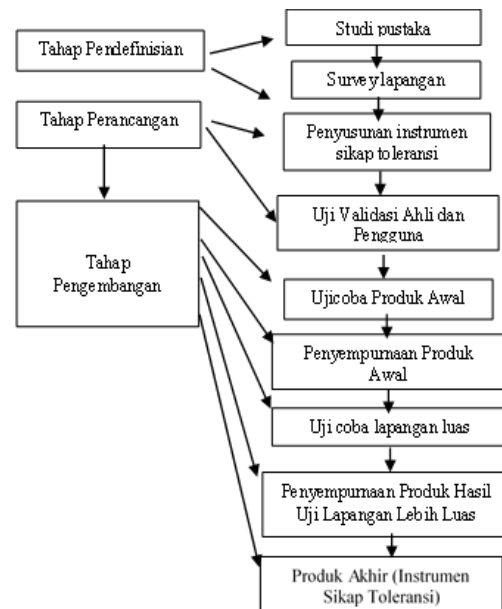 Tahap Pendefinisian
Tahap Perancangan
Tahap
Pengembangan
Studi pustaka
Survey lapangan
Penyusunan instrumen
sikap toleransi
Uji Validasi Ahli dan
Pengguna
Ujicoba Produk Awal
Penyempurnaan Produk
Awal
Uji coba lapangan luas
Penyempurnaan Produk Hasil
Uji Lapangan Lebih Luas
Produk Akhir (Instrumen
Sikap Toleransi)